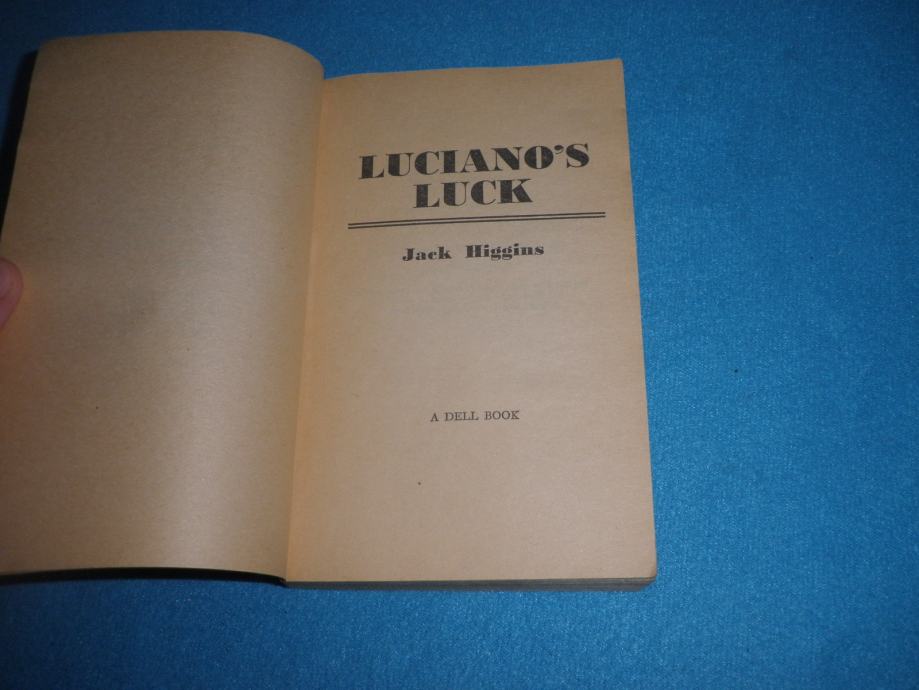 LUCIANO'S
LUCK
Jack Higgins
A DELL BOOK